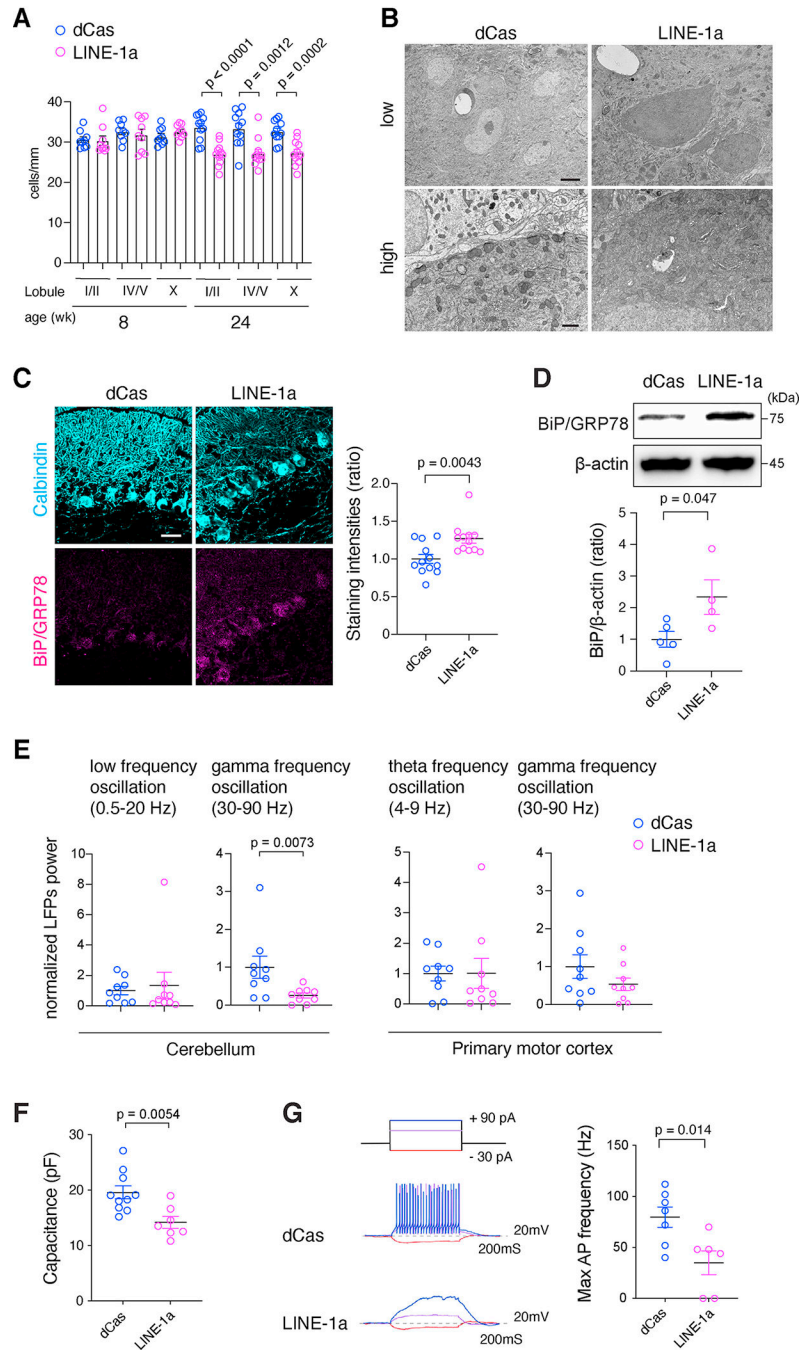 A
dCas
LINE-1a
p < 0.0001
p = 0.0012
p = 0.0002
cells/mm
40
30
20
10
0
Lobule I/II IV/V X I/II IV/V X
age (wk) 8 24
B
dCas LINE-1a
low
high
C
dCas LINE-1a
Calbindin
BiP/GRP78
Staining intensities (ratio)
p = 0.0043
2.0
1.5
1.0
0.5
0
dCas
LINE-1a
D
dCas LINE-1a
(kDa)
BiP/GRP78 75
β-actin 45
p = 0.047
BiP/β-actin (ratio)
5
4
3
2
1
0
dCas
LINE-1a
E
low frequency oscillation (0.5-20 Hz)
gamma frequency oscillation (30-90 Hz)
theta frequency oscillation (4-9 Hz)
gamma frequency oscillation (30-90 Hz)
dCas
LINE-1a
p = 0.0073
normalized LFPs power
10
8
6
4
2
0
4
3
2
1
0
5
4
3
2
1
0
4
3
2
1
0
Cerebellum
Primary motor cortex
F
p = 0.0054
Capacitance (pF)
30
20
10
0
dCas
LINE-1a
G
+ 90 pA
- 30 pA
dCas
20mV
200mS
LINE-1a
20mV
200mS
p = 0.014
Max AP frequency (Hz)
150
100
50
0
dCas
LINE-1a